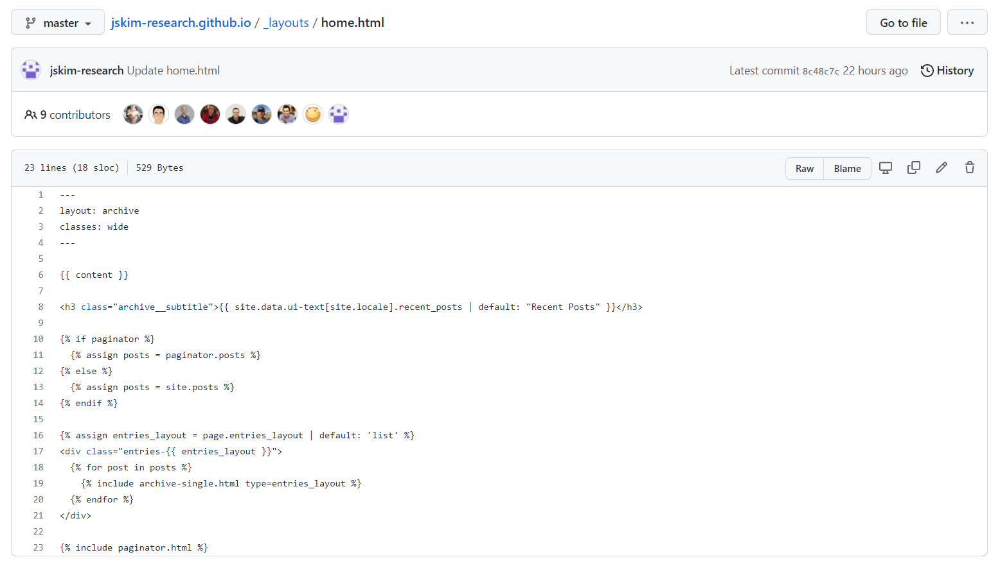 master
jskim-research.github.io / _layouts / home.html
Go to file
...
jskim-research Update home.html
Latest commit 8c48c7c 22 hours ago
History
9 contributors
23 lines (18 sloc) | 529 Bytes
Raw
Blame
1 ---
2 layout: archive
3 classes: wide
4 ---
5
6 {{ content }}
7
8 <h3 class="archive__subtitle">{{ site.data.ui-text[site.locale].recent_posts | default: "Recent Posts" }}</h3>
9
10 {% if paginator %}
11   {% assign posts = paginator.posts %}
12 {% else %}
13   {% assign posts = site.posts %}
14 {% endif %}
15
16 {% assign entries_layout = page.entries_layout | default: 'list' %}
17 <div class="entries-{{ entries_layout }}">
18   {% for post in posts %}
19     {% include archive-single.html type=entries_layout %}
20   {% endfor %}
21 </div>
22
23 {% include paginator.html %}